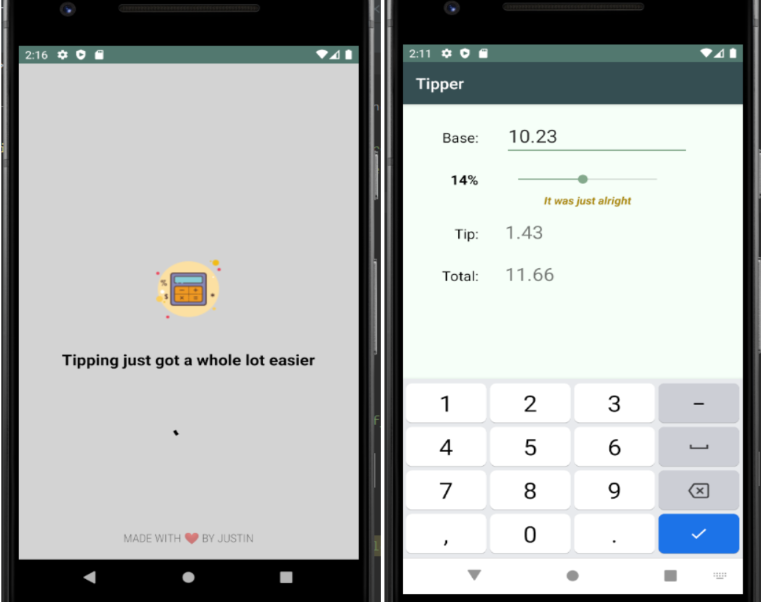 2:16
Tipping just got a whole lot easier
MADE WITH ❤ BY JUSTIN
2:11
Tipper
Base: 10.23
14%
It was just alright
Tip: 1.43
Total: 11.66
1 2 3 –
4 5 6
7 8 9
, 0 .